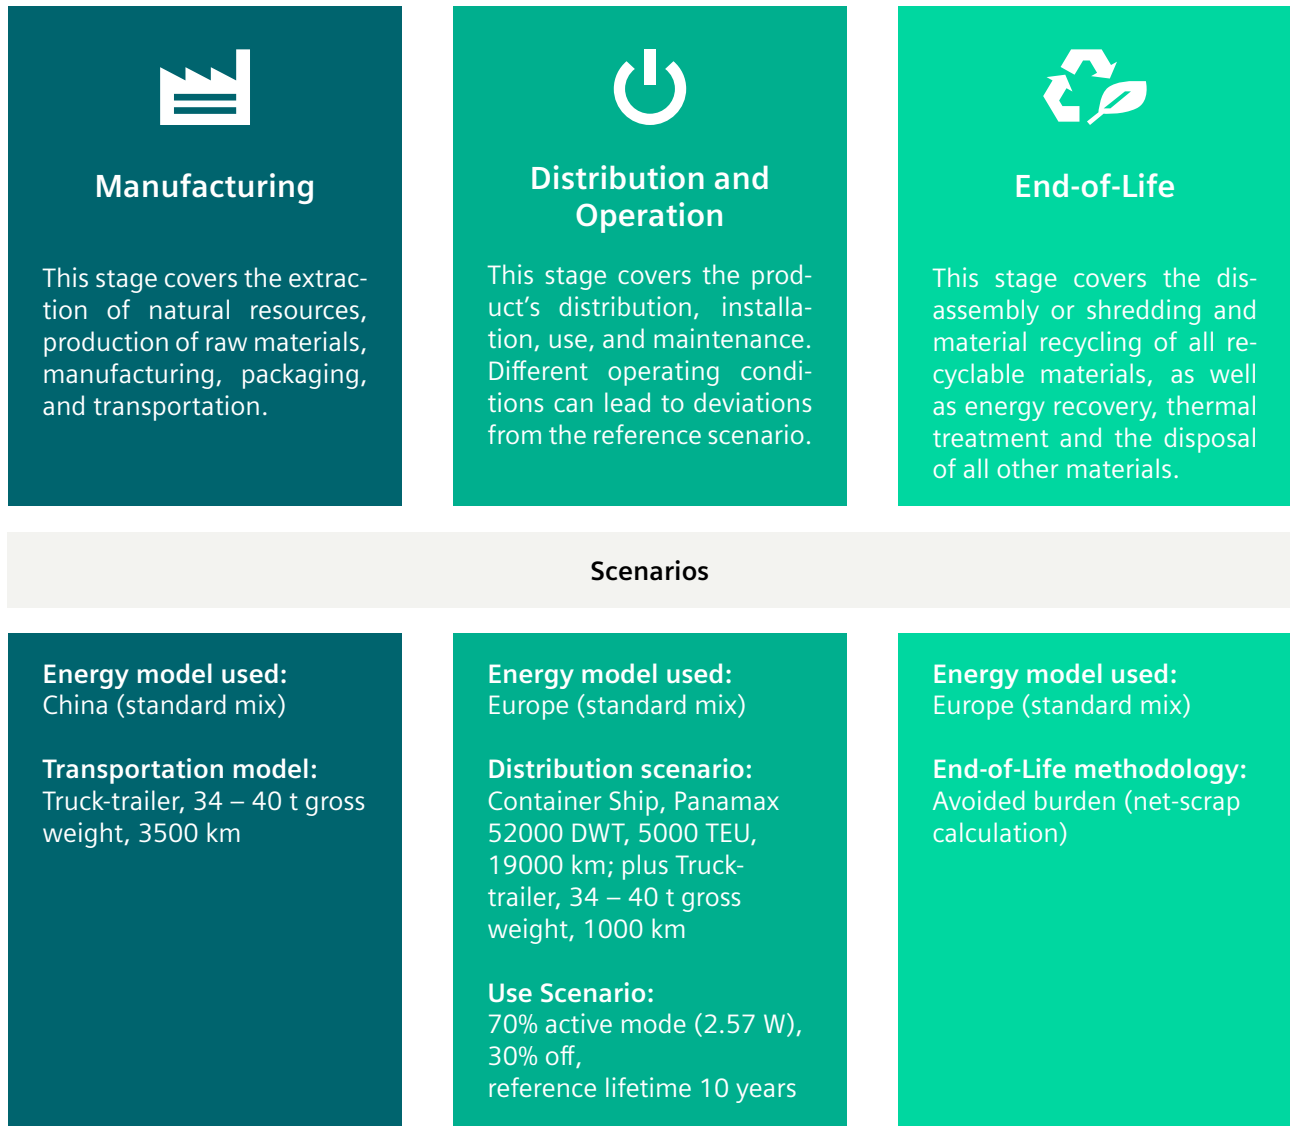 Manufacturing
This stage covers the extrac-
tion of natural resources,
production of raw materials,
manufacturing, packaging,
and transportation.
Distribution and
Operation
This stage covers the prod-
uct's distribution, installa-
tion, use, and maintenance.
Different operating condi-
tions can lead to deviations
from the reference scenario.
End-of-Life
This stage covers the dis-
assembly or shredding and
material recycling of all re-
cyclable materials, as well
as energy recovery, thermal
treatment and the disposal
of all other materials.
Scenarios
Energy model used:
China (standard mix)
Transportation model:
Truck-trailer, 34 – 40 t gross
weight, 3500 km
Energy model used:
Europe (standard mix)
Distribution scenario:
Container Ship, Panamax
52000 DWT, 5000 TEU,
19000 km; plus Truck-
trailer, 34 – 40 t gross
weight, 1000 km
Use Scenario:
70% active mode (2.57 W),
30% off,
reference lifetime 10 years
Energy model used:
Europe (standard mix)
End-of-Life methodology:
Avoided burden (net-scrap
calculation)